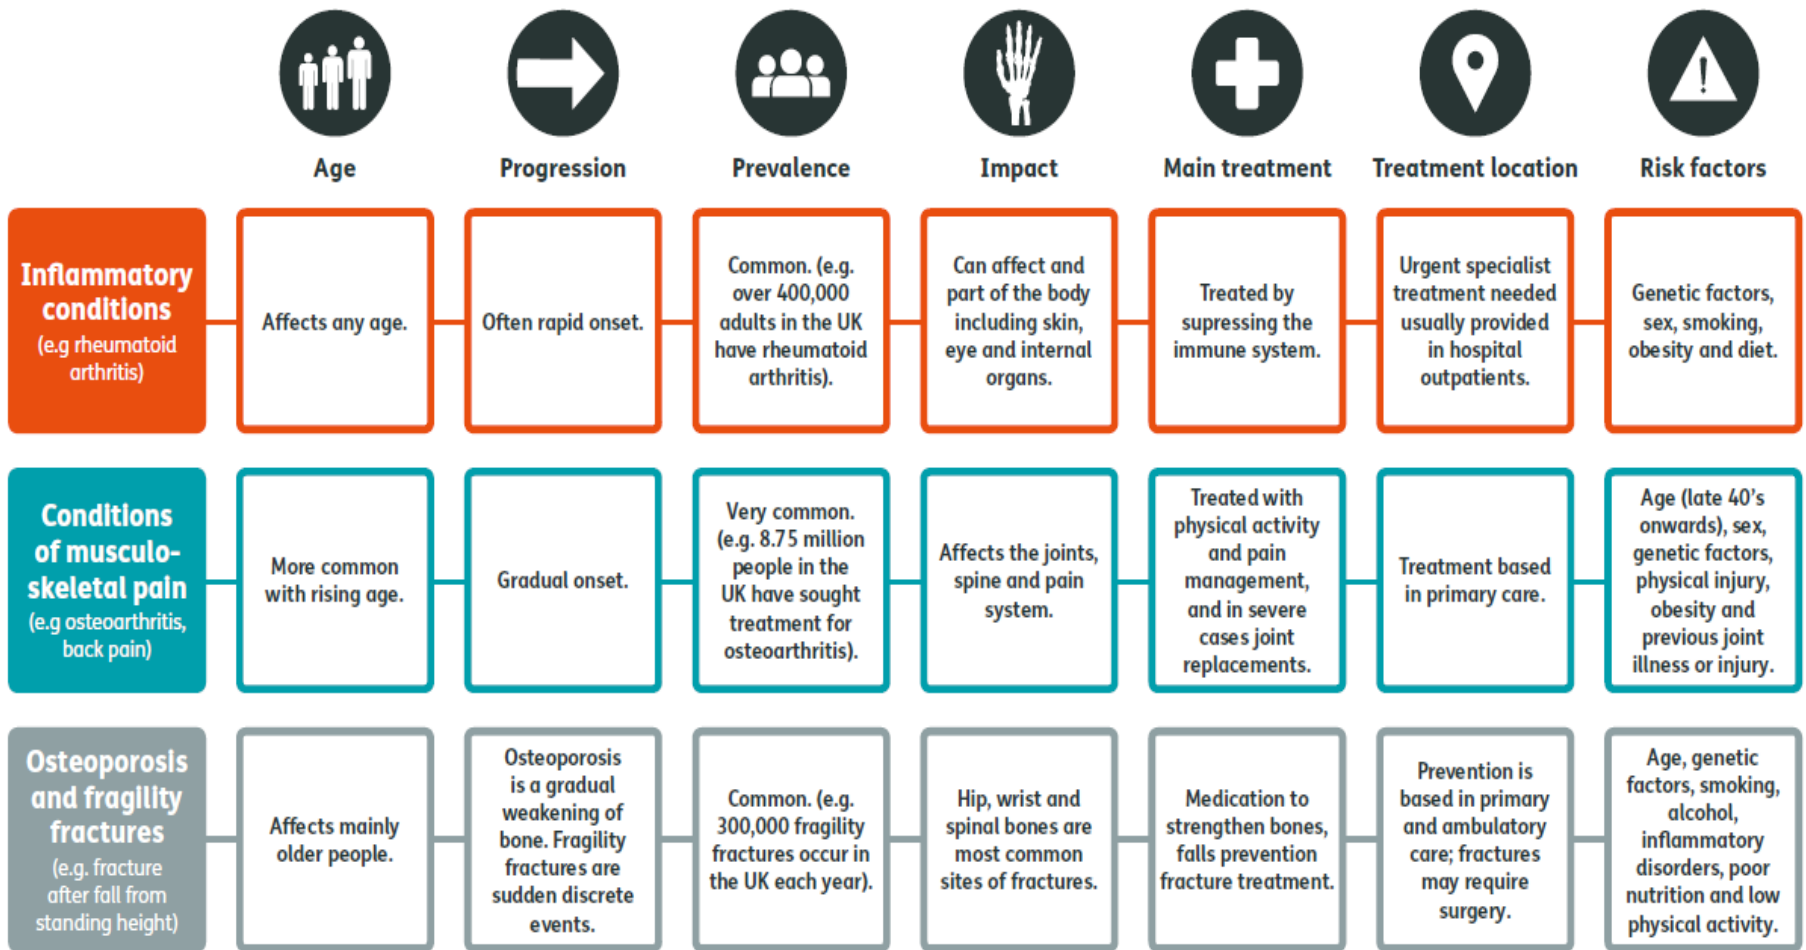 Age
Progression
Prevalence
Impact
Main treatment
Treatment location
Risk factors
Inflammatory
conditions
(e.g rheumatoid
arthritis)
Affects any age.
Often rapid onset.
Common. (e.g.
over 400,000
adults in the UK
have rheumatoid
arthritis).
Can affect and
part of the body
including skin,
eye and internal
organs.
Treated by
supressing the
immune system.
Urgent specialist
treatment needed
usually provided
in hospital
outpatients.
Genetic factors,
sex, smoking,
obesity and diet.
Conditions
of musculo-
skeletal pain
(e.g osteoarthritis,
back pain)
More common
with rising age.
Gradual onset.
Very common.
(e.g. 8.75 million
people in the
UK have sought
treatment for
osteoarthritis).
Affects the joints,
spine and pain
system.
Treated with
physical activity
and pain
management,
and in severe
cases joint
replacements.
Treatment based
in primary care.
Age (late 40's
onwards), sex,
genetic factors,
physical injury,
obesity and
previous joint
illness or injury.
Osteoporosis
and fragility
fractures
(e.g. fracture
after fall from
standing height)
Affects mainly
older people.
Osteoporosis
is a gradual
weakening of
bone. Fragility
fractures are
sudden discrete
events.
Common. (e.g.
300,000 fragility
fractures occur in
the UK each year).
Hip, wrist and
spinal bones are
most common
sites of fractures.
Medication to
strengthen bones,
falls prevention
fracture treatment.
Prevention is
based in primary
and ambulatory
care; fractures
may require
surgery.
Age, genetic
factors, smoking,
alcohol,
inflammatory
disorders, poor
nutrition and low
physical activity.